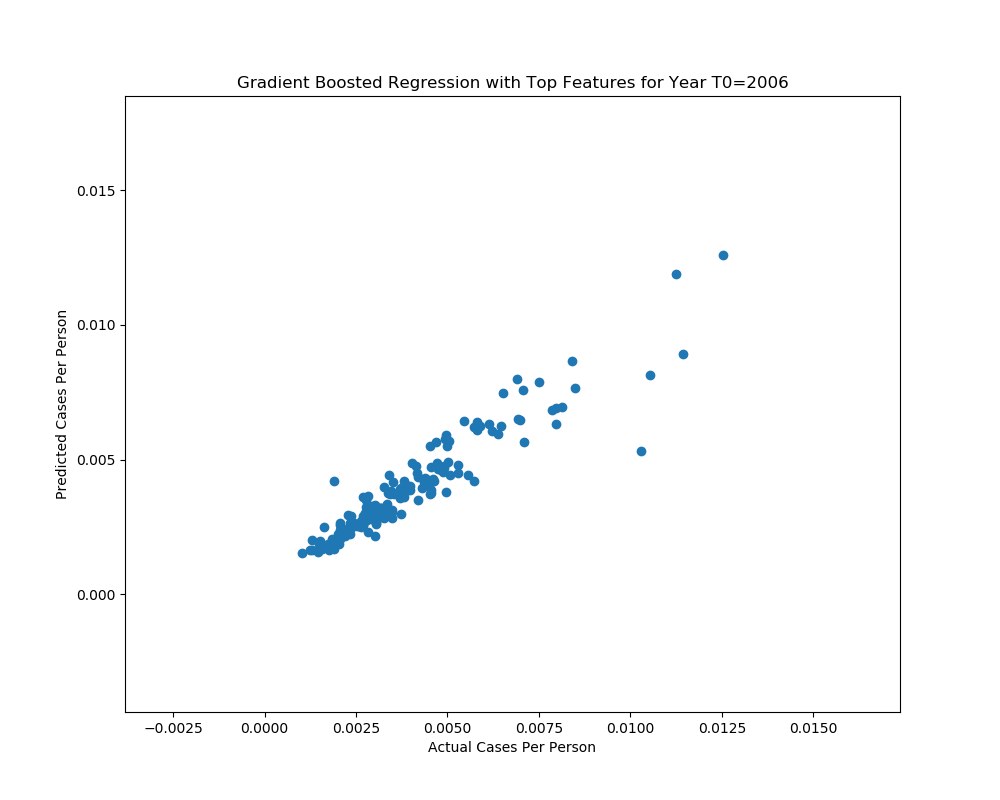 Gradient Boosted Regression with Top Features for Year T0=2006
0.015
0.010
0.005
0.000
Predicted Cases Per Person
−0.0025 0.0000 0.0025 0.0050 0.0075 0.0100 0.0125 0.0150
Actual Cases Per Person